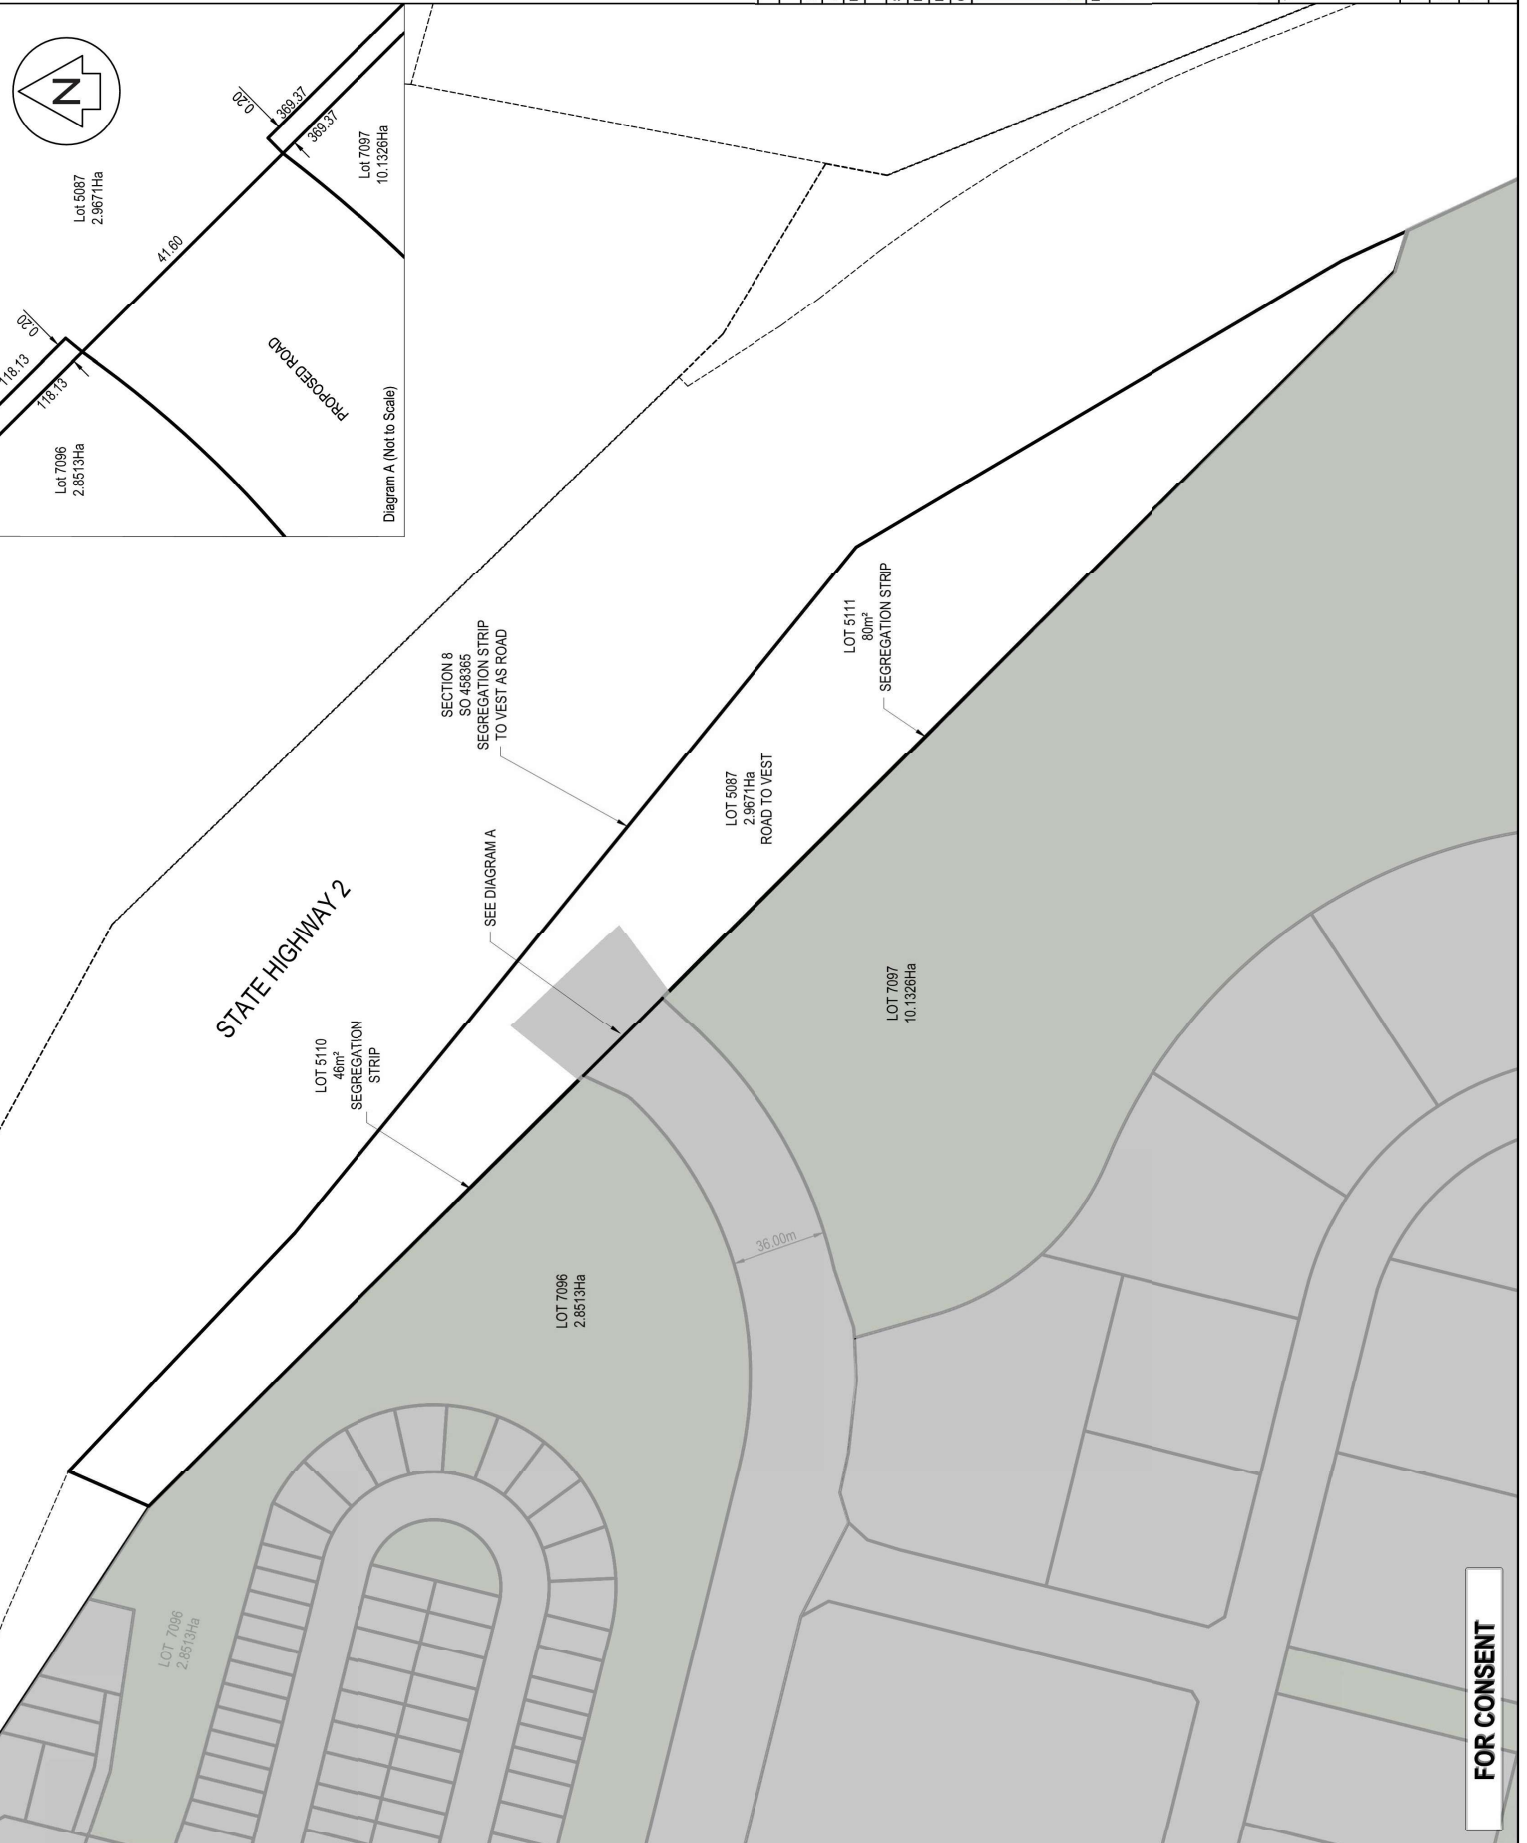 N
Lot 5087
2.9671Ha
0.20
369.37
369.37
Lot 7097
10.1326Ha
41.60
0.20
118.13
118.13
Lot 7096
2.8513Ha
PROPOSED ROAD
Diagram A (Not to Scale)
STATE HIGHWAY 2
SECTION 8
SO 458365
SEGREGATION STRIP
TO VEST AS ROAD
LOT 5111
80m²
SEGREGATION STRIP
LOT 5087
2.9671Ha
ROAD TO VEST
SEE DIAGRAM A
LOT 5110
46m²
SEGREGATION
STRIP
LOT 7097
10.1326Ha
36.00m
LOT 7096
2.8513Ha
LOT 7096
2.8513Ha
FOR CONSENT